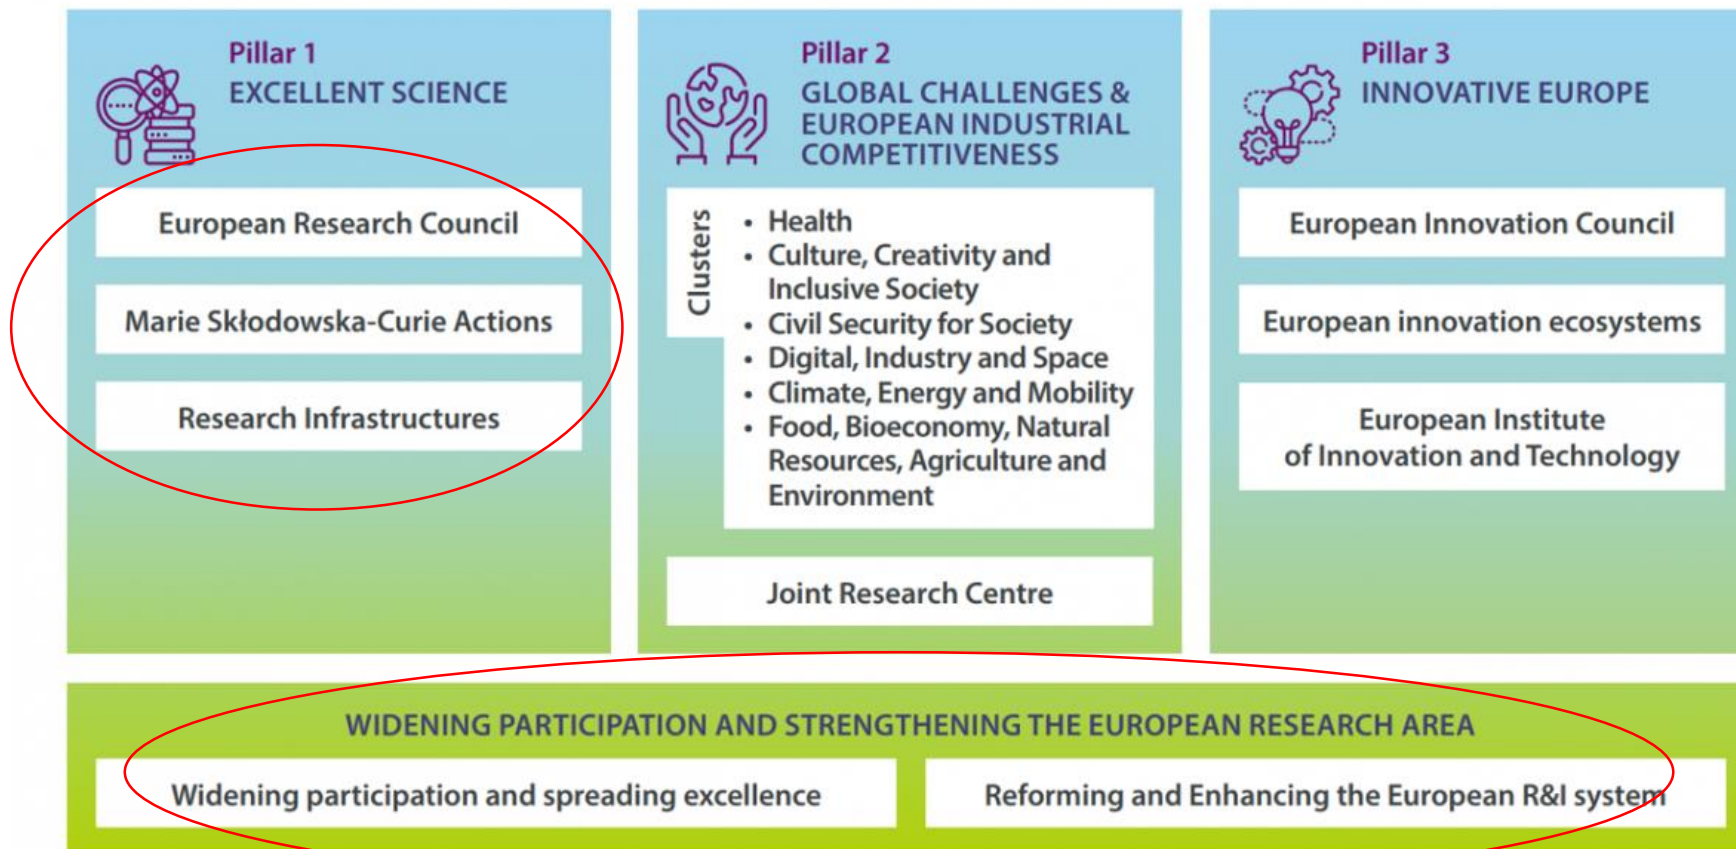 Pillar 1
EXCELLENT SCIENCE
European Research Council
Marie Skłodowska-Curie Actions
Research Infrastructures
Pillar 2
GLOBAL CHALLENGES &
EUROPEAN INDUSTRIAL
COMPETITIVENESS
Clusters
• Health
• Culture, Creativity and
Inclusive Society
• Civil Security for Society
• Digital, Industry and Space
• Climate, Energy and Mobility
• Food, Bioeconomy, Natural
Resources, Agriculture and
Environment
Joint Research Centre
Pillar 3
INNOVATIVE EUROPE
European Innovation Council
European innovation ecosystems
European Institute
of Innovation and Technology
WIDENING PARTICIPATION AND STRENGTHENING THE EUROPEAN RESEARCH AREA
Widening participation and spreading excellence
Reforming and Enhancing the European R&I system